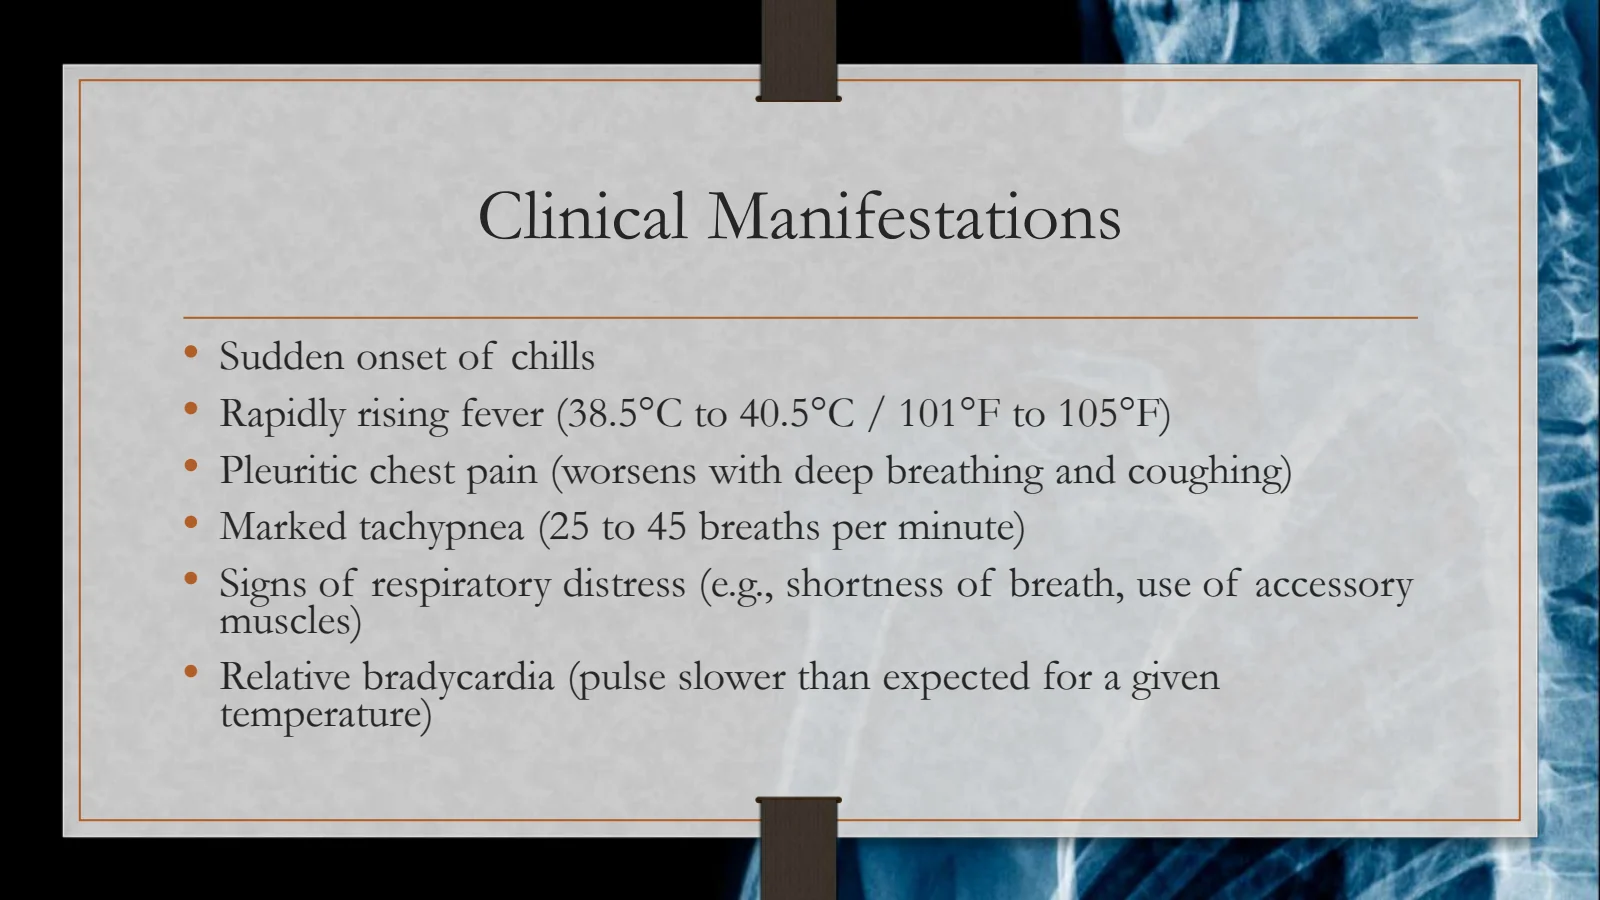 Clinical Manifestations
• Sudden onset of chills
• Rapidly rising fever (38.5°C to 40.5°C / 101°F to 105°F)
• Pleuritic chest pain (worsens with deep breathing and coughing)
• Marked tachypnea (25 to 45 breaths per minute)
• Signs of respiratory distress (e.g., shortness of breath, use of accessory
muscles)
• Relative bradycardia (pulse slower than expected for a given
temperature)